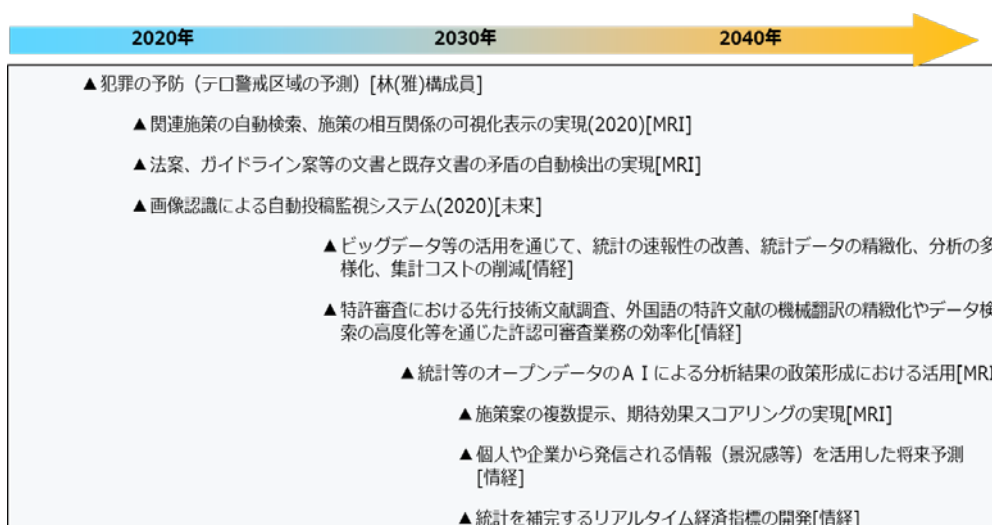 2020年 2030年 2040年
▲犯罪の予防（テロ警戒区域の予測）[林(雅)構成員]
▲関連施策の自動検索、施策の相互関係の可視化表示の実現(2020)[MRI]
▲法案、ガイドライン案等の文書と既存文書の矛盾の自動検出の実現[MRI]
▲画像認識による自動投稿監視システム(2020)[未来]
▲ビッグデータ等の活用を通じて、統計の速報性の改善、統計データの精緻化、分析の多
様化、集計コストの削減[情経]
▲特許審査における先行技術文献調査、外国語の特許文献の機械翻訳の精緻化やデータ検
索の高度化等を通じた許認可審査業務の効率化[情経]
▲統計等のオープンデータのＡＩによる分析結果の政策形成における活用[MRI
▲施策案の複数提示、期待効果スコアリングの実現[MRI]
▲個人や企業から発信される情報（景況感等）を活用した将来予測
[情経]
▲統計を補完するリアルタイム経済指標の開発[情経]